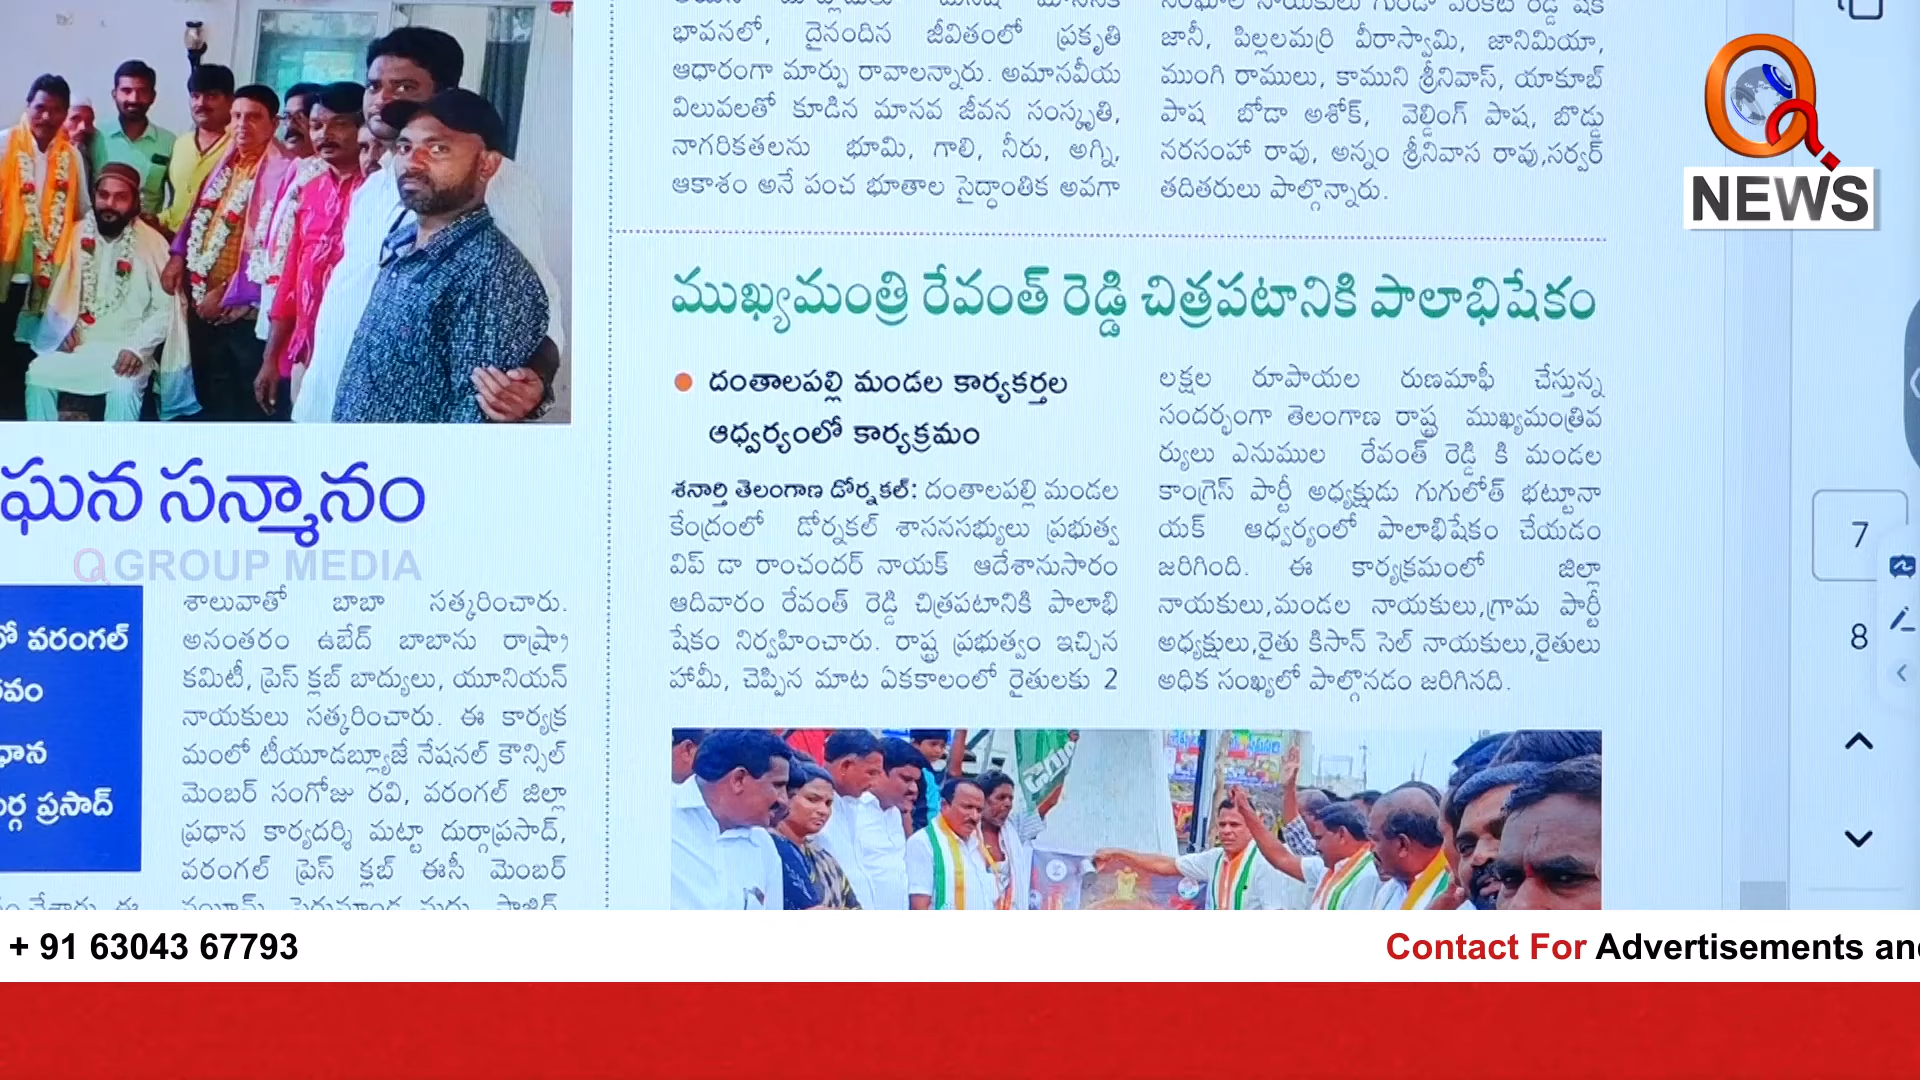 భావనలో, దైనందిన జీవితంలో ప్రకృతి
ఆధారంగా మార్పు రావాలన్నారు. అమానవీయ
విలువలతో కూడిన మానవ జీవన సంస్కృతి,
నాగరికతలను భూమి, గాలి, నీరు, అగ్ని,
ఆకాశం అనే పంచ భూతాల సైద్ధాంతిక అవగా
జానీ, పిల్లలమర్రి వీరాస్వామి, జానిమియా,
ముంగి రాములు, కాముని శ్రీనివాస్, యాకూబ్
పాష బోడా అశోక్, వెల్డింగ్ పాష, బొడ్డు
నరసింహా రావు, అన్నం శ్రీనివాస రావు,సర్వర్
తదితరులు పాల్గొన్నారు.
NEWS
ముఖ్యమంత్రి రేవంత్ రెడ్డి చిత్రపటానికి పాలాభిషేకం
● దంతాలపల్లి మండల కార్యకర్తల
ఆధ్వర్యంలో కార్యక్రమం
శనార్తి తెలంగాణ డోర్నకల్: దంతాలపల్లి మండల
కేంద్రంలో డోర్నకల్ శాసనసభ్యులు ప్రభుత్వ
విప్ డా రాంచందర్ నాయక్ ఆదేశానుసారం
ఆదివారం రేవంత్ రెడ్డి చిత్రపటానికి పాలాభి
షేకం నిర్వహించారు. రాష్ట్ర ప్రభుత్వం ఇచ్చిన
హామీ, చెప్పిన మాట ఏకకాలంలో రైతులకు 2
లక్షల రూపాయల రుణమాఫీ చేస్తున్న
సందర్భంగా తెలంగాణ రాష్ట్ర ముఖ్యమంత్రివ
ర్యులు ఎనుముల రేవంత్ రెడ్డి కి మండల
కాంగ్రెస్ పార్టీ అధ్యక్షుడు గుగులోత్ భట్టూనా
యక్ ఆధ్వర్యంలో పాలాభిషేకం చేయడం
జరిగింది. ఈ కార్యక్రమంలో జిల్లా
నాయకులు,మండల నాయకులు,గ్రామ పార్టీ
అధ్యక్షులు,రైతు కిసాన్ సెల్ నాయకులు,రైతులు
అధిక సంఖ్యలో పాల్గొనడం జరిగినది.
ఘన సన్మానం
GROUP MEDIA
లో వరంగల్
ధాన
ర్గ ప్రసాద్
శాలువాతో బాబా సత్కరించారు.
అనంతరం ఉబేద్ బాబాను రాష్ట్ర
కమిటీ, ప్రెస్ క్లబ్ బాద్యులు, యూనియన్
నాయకులు సత్కరించారు. ఈ కార్యక్ర
మంలో టీయూడబ్ల్యూజే నేషనల్ కౌన్సిల్
మెంబర్ సంగోజు రవి, వరంగల్ జిల్లా
ప్రధాన కార్యదర్శి మట్టా దుర్గాప్రసాద్,
వరంగల్ ప్రెస్ క్లబ్ ఈసీ మెంబర్
7
8
+ 91 63043 67793
Contact For Advertisements an